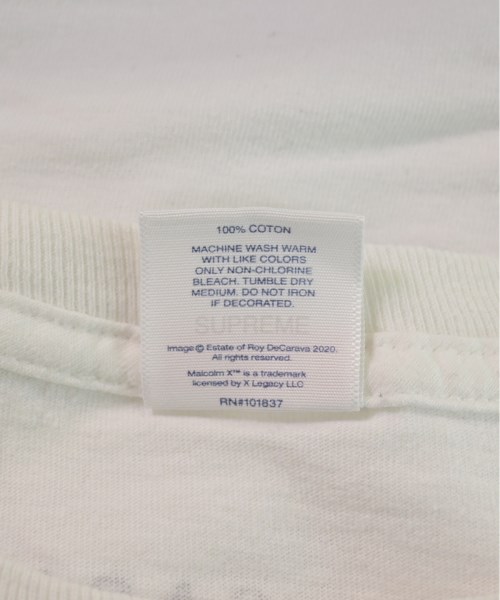 100% COTTON
MACHINE WASH WARM
WITH LIKE COLORS
ONLY NON-CHLORINE
BLEACH. TUMBLE DRY
MEDIUM. DO NOT IRON
IF DECORATED.
SUPREME
Image © Estate of Roy DeCarava 2020.
All rights reserved.
Malcolm X™ is a trademark
licensed by X Legacy LLC
RN#101837